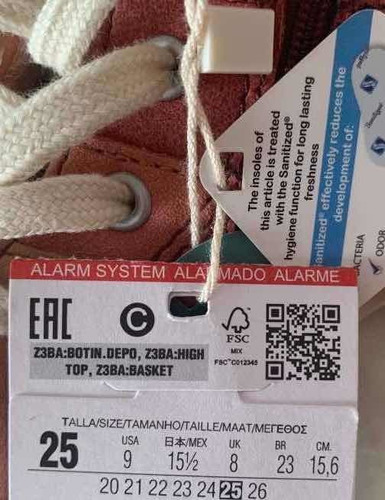 The insoles of
this article is treated
with the Sanitized®
hygiene function for long lasting
freshness
Sanitized® effectively reduces the
development of:
BACTERIA
ODOR
ALARM SYSTEM ALARMADO ALARME
EAC
C
FSC
MIX
FSC™C012345
Z3BA:BOTIN.DEPO, Z3BA:HIGH
TOP, Z3BA:BASKET
TALLA/SIZE/TAMANHO/TAILLE/MAAT/ΜΕΓΕΘΟΣ
25
USA 日本/MEX UK BR CM.
9 15½ 8 23 15,6
20 21 22 23 24 25 26